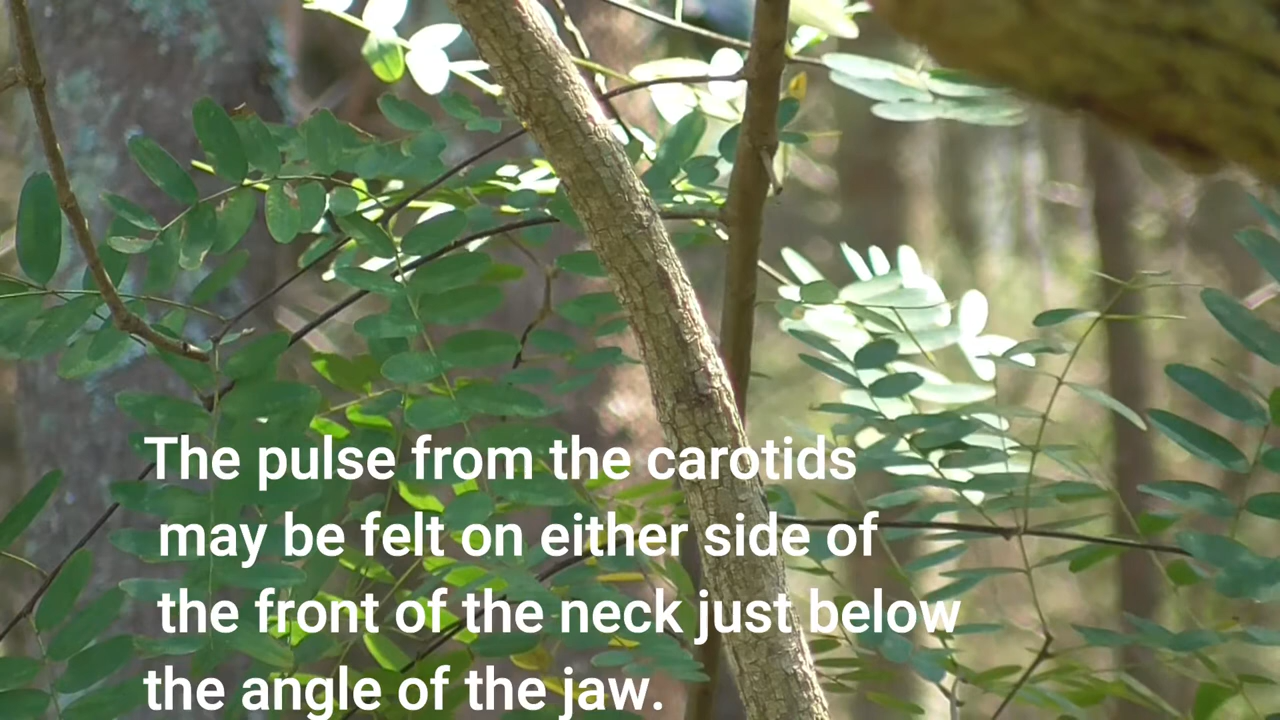 The pulse from the carotids
may be felt on either side of
the front of the neck just below
the angle of the jaw.